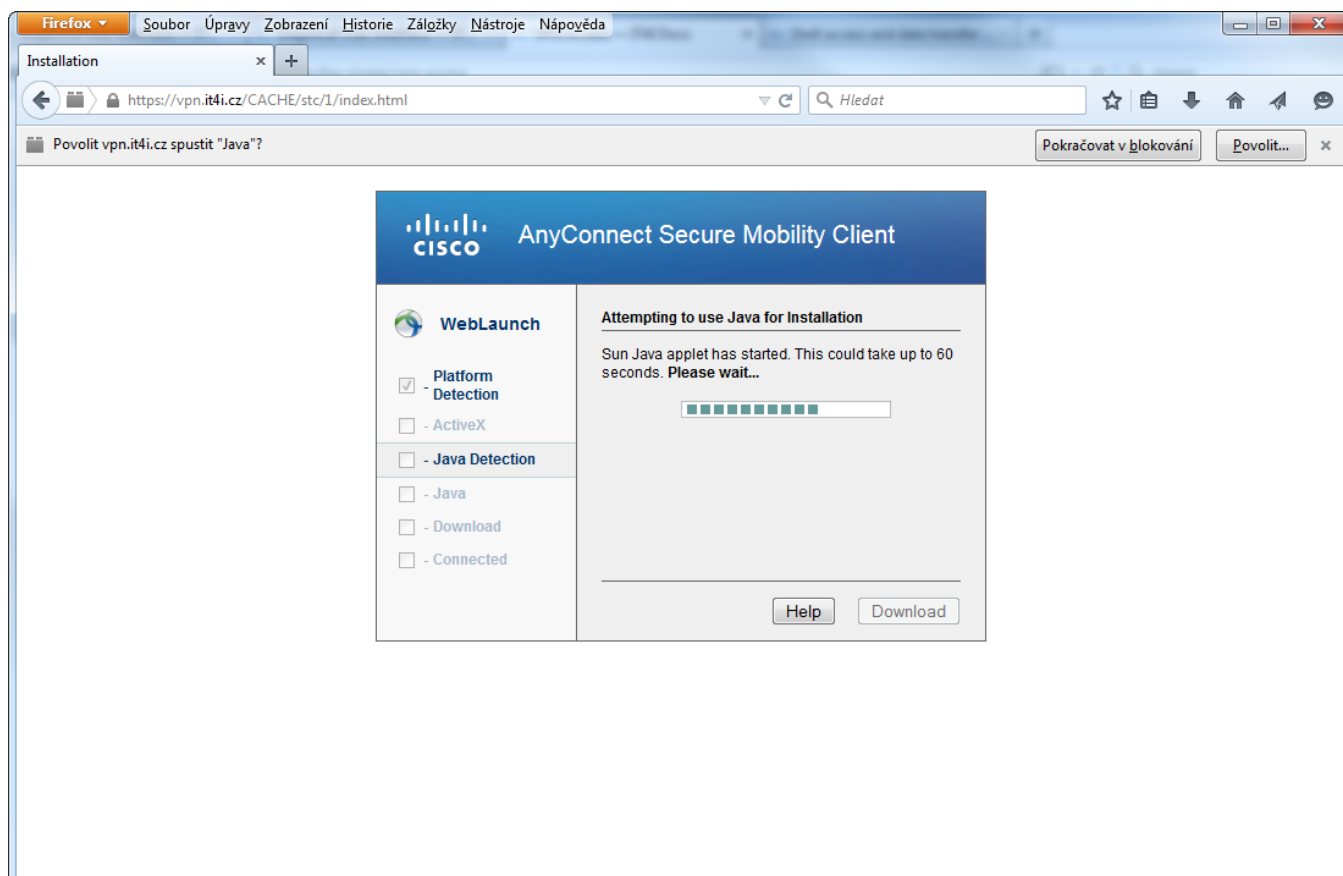 Firefox
Soubor Úpravy Zobrazení Historie Záložky Nástroje Nápověda
Installation
https://vpn.it4i.cz/CACHE/stc/1/index.html
Hledat
Povolit vpn.it4i.cz spustit "Java"?
Pokračovat v blokování
Povolit...
CISCO
AnyConnect Secure Mobility Client
WebLaunch
- Platform
Detection
- ActiveX
- Java Detection
- Java
- Download
- Connected
Attempting to use Java for Installation
Sun Java applet has started. This could take up to 60
seconds. Please wait...
Help
Download